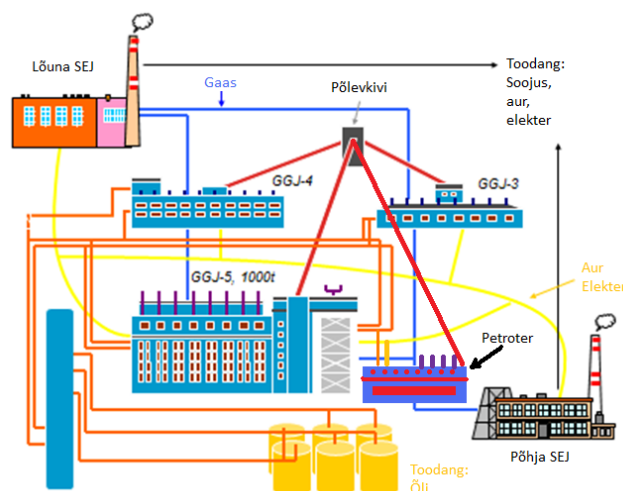 Lõuna SEJ
Gaas
Põlevkivi
Toodang:
Soojus,
aur,
elekter
GGJ-4
GGJ-3
GGJ-5, 1000t
Aur
Elekter
Petroter
Põhja SEJ
Toodang:
Õli